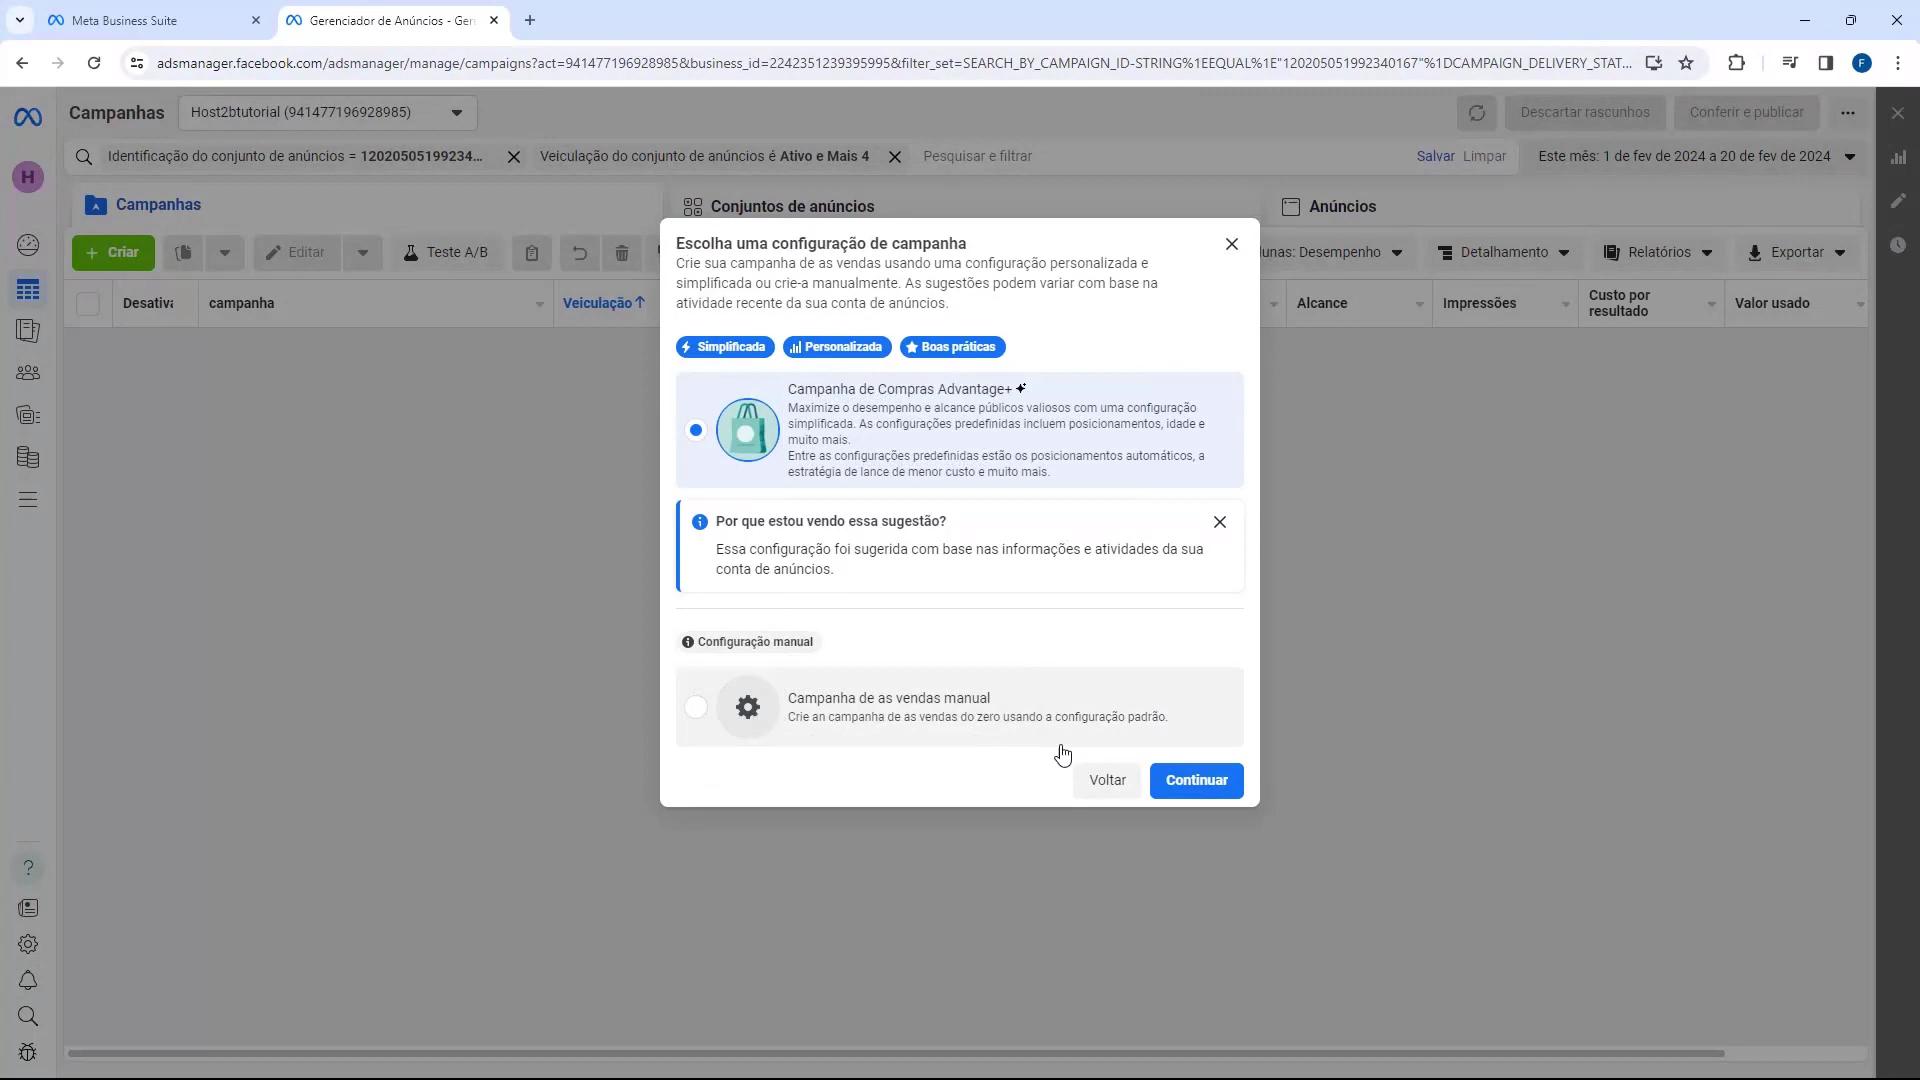 Meta Business Suite
Gerenciador de Anúncios - Ger
adsmanager.facebook.com/adsmanager/manage/campaigns?act=941477196928985&business_id=2242351239395995&filter_set=SEARCH_BY_CAMPAIGN_ID-STRING%1EEQUAL%1E"120205051992340167"%1DCAMPAIGN_DELIVERY_STAT...
F
Campanhas
Host2btutorial (941477196928985)
Descartar rascunhos
Conferir e publicar
H
Identificação do conjunto de anúncios = 12020505199234...
Veiculação do conjunto de anúncios é Ativo e Mais 4
Pesquisar e filtrar
Salvar
Limpar
Este mês: 1 de fev de 2024 a 20 de fev de 2024
Campanhas
Conjuntos de anúncios
Anúncios
+ Criar
Editar
Teste A/B
lunas: Desempenho
Detalhamento
Relatórios
Exportar
Desativa
campanha
Veiculação↑
Alcance
Impressões
Custo por
resultado
Valor usado
Escolha uma configuração de campanha
Crie sua campanha de as vendas usando uma configuração personalizada e
simplificada ou crie-a manualmente. As sugestões podem variar com base na
atividade recente da sua conta de anúncios.
Simplificada
Personalizada
Boas práticas
Campanha de Compras Advantage+
Maximize o desempenho e alcance públicos valiosos com uma configuração
simplificada. As configurações predefinidas incluem posicionamentos, idade e
muito mais.
Entre as configurações predefinidas estão os posicionamentos automáticos, a
estratégia de lance de menor custo e muito mais.
Por que estou vendo essa sugestão?
Essa configuração foi sugerida com base nas informações e atividades da sua
conta de anúncios.
Configuração manual
Campanha de as vendas manual
Crie an campanha de as vendas do zero usando a configuração padrão.
Voltar
Continuar